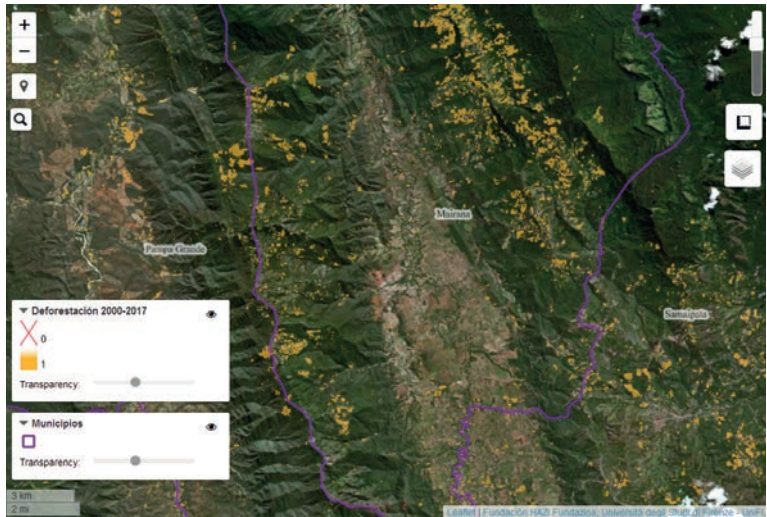 +
−
Mairana
Pampa Grande
Samaipata
Deforestación 2000-2017
0
1
Transparency:
Municipios
Transparency:
3 km
2 mi
Leaflet | Fundación HAZI Fundazioa, Università degli Studi di Firenze - UniFI